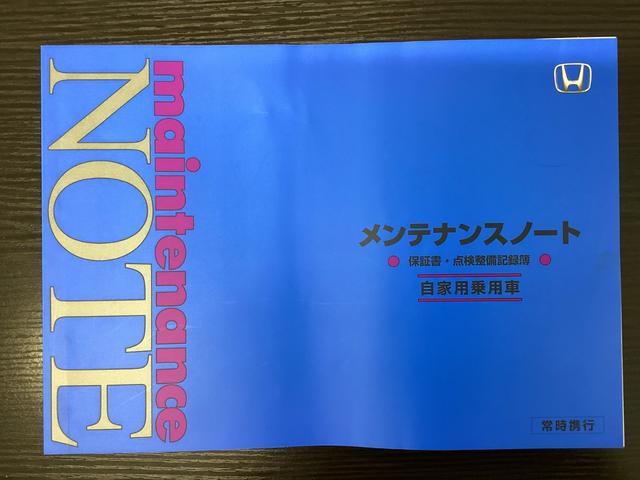 maintenance
NOTE
メンテナンスノート
● 保証書・点検整備記録簿 ●
自家用乗用車
常時携行